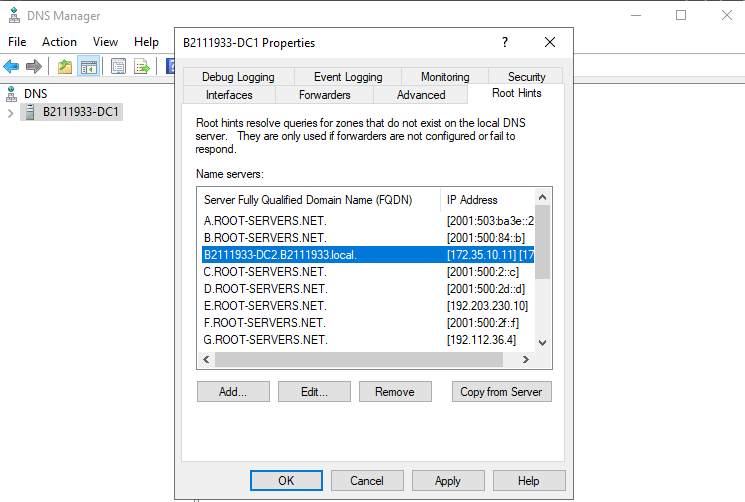 DNS Manager
File Action View Help
DNS
B2111933-DC1
B2111933-DC1 Properties
?
Debug Logging Event Logging Monitoring Security
Interfaces Forwarders Advanced Root Hints
Root hints resolve queries for zones that do not exist on the local DNS
server. They are only used if forwarders are not configured or fail to
respond.
Name servers:
Server Fully Qualified Domain Name (FQDN) IP Address
A.ROOT-SERVERS.NET. [2001:503:ba3e::2
B.ROOT-SERVERS.NET. [2001:500:84::b]
B2111933-DC2.B2111933.local. [172.35.10.11] [17
C.ROOT-SERVERS.NET. [2001:500:2::c]
D.ROOT-SERVERS.NET. [2001:500:2d::d]
E.ROOT-SERVERS.NET. [192.203.230.10]
F.ROOT-SERVERS.NET. [2001:500:2f::f]
G.ROOT-SERVERS.NET. [192.112.36.4]
Add... Edit... Remove Copy from Server
OK Cancel Apply Help